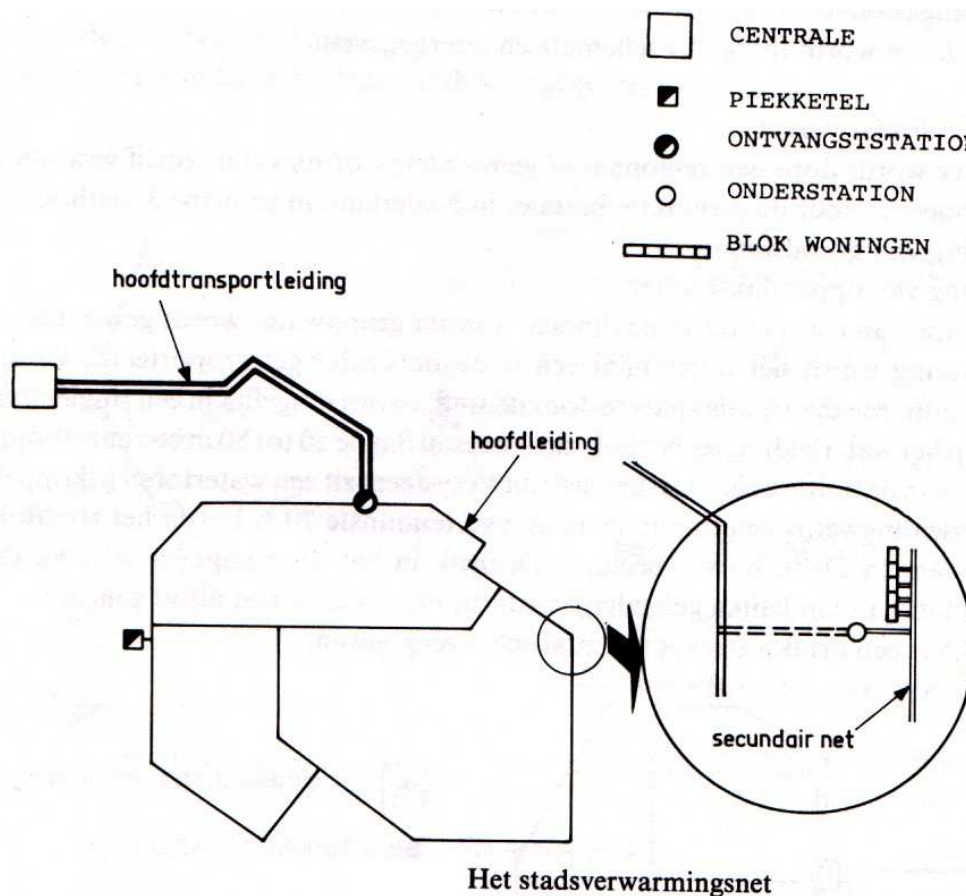 CENTRALE
PIEKKETEL
ONTVANGSTSTATION
ONDERSTATION
BLOK WONINGEN
hoofdtransportleiding
hoofdleiding
secundair net
Het stadsverwarmingsnet